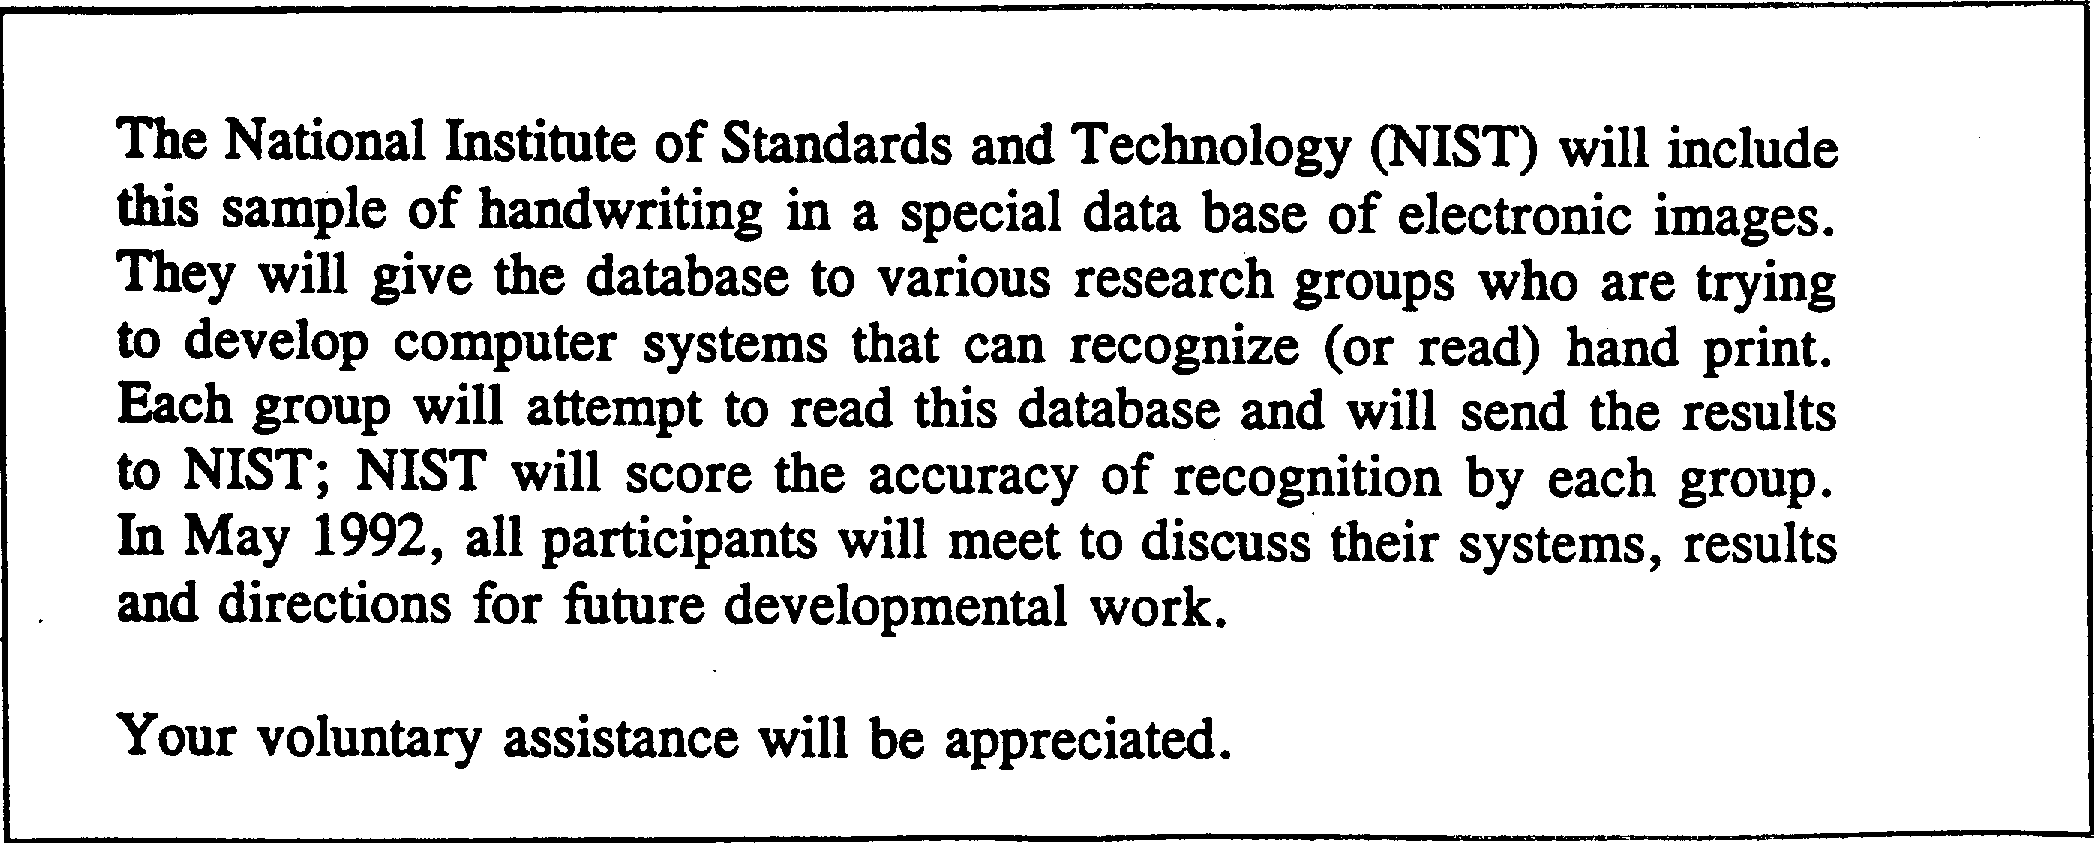 The National Institute of Standards and Technology (NIST) will include
this sample of handwriting in a special data base of electronic images.
They will give the database to various research groups who are trying
to develop computer systems that can recognize (or read) hand print.
Each group will attempt to read this database and will send the results
to NIST; NIST will score the accuracy of recognition by each group.
In May 1992, all participants will meet to discuss their systems, results
and directions for future developmental work.
Your voluntary assistance will be appreciated.